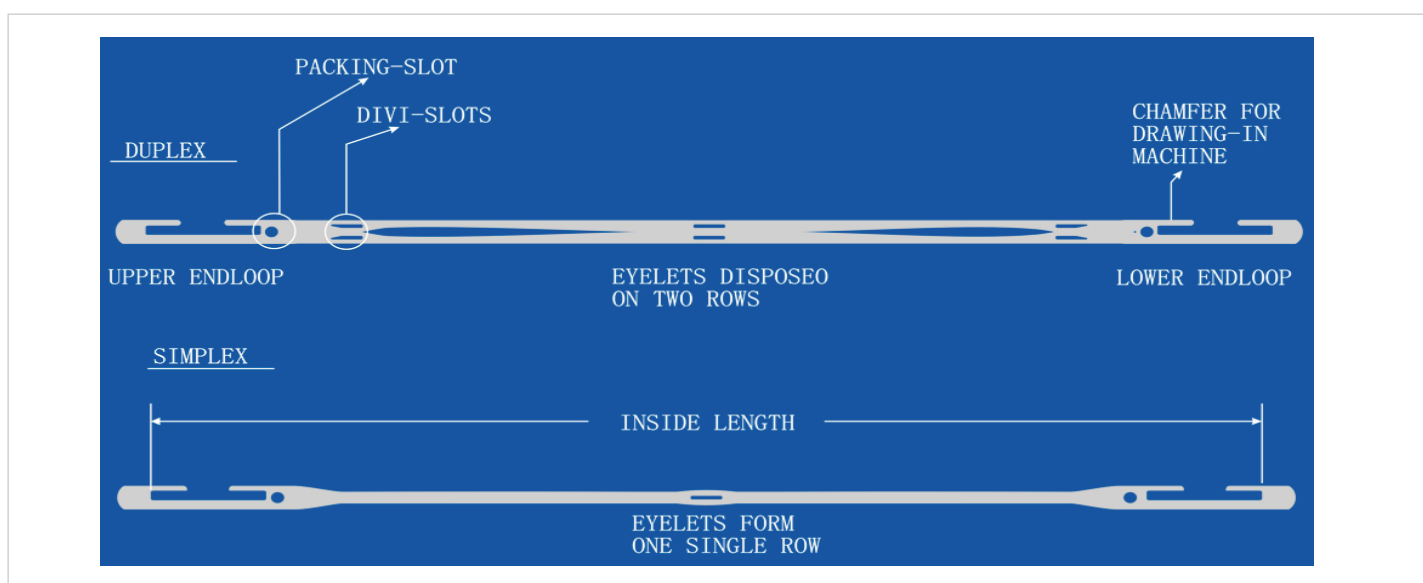 PACKING-SLOT
DIVI-SLOTS
CHAMFER FOR
DRAWING-IN
MACHINE
DUPLEX
UPPER ENDLOOP
EYELETS DISPOSEO
ON TWO ROWS
LOWER ENDLOOP
SIMPLEX
INSIDE LENGTH
EYELETS FORM
ONE SINGLE ROW